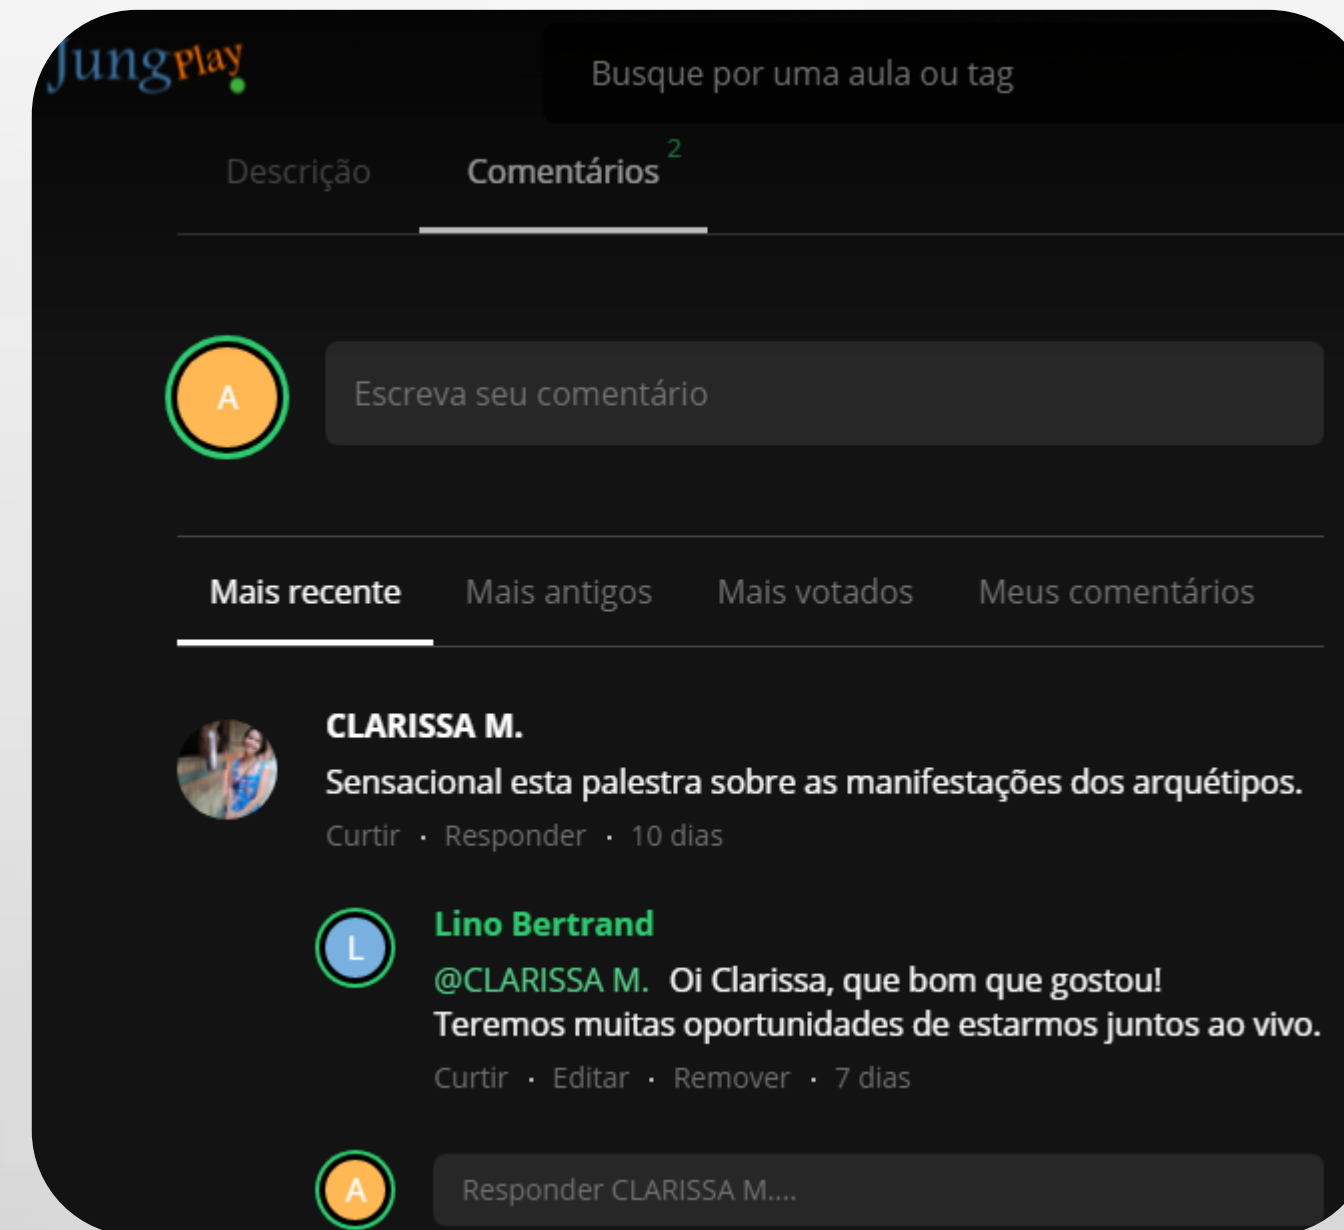 JungPlay
Busque por uma aula ou tag
Descrição
Comentários 2
A
Escreva seu comentário
Mais recente
Mais antigos
Mais votados
Meus comentários
CLARISSA M.
Sensacional esta palestra sobre as manifestações dos arquétipos.
Curtir · Responder · 10 dias
L
Lino Bertrand
@CLARISSA M. Oi Clarissa, que bom que gostou!
Teremos muitas oportunidades de estarmos juntos ao vivo.
Curtir · Editar · Remover · 7 dias
A
Responder CLARISSA M....